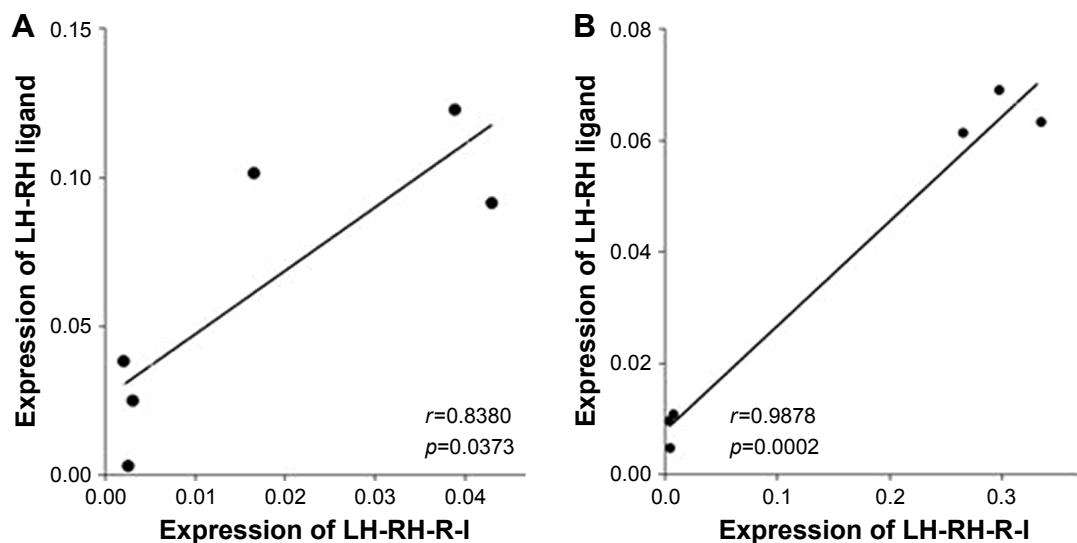 A
Expression of LH-RH ligand
0.15
0.10
0.05
0.00
r=0.8380
p=0.0373
0.00 0.01 0.02 0.03 0.04
Expression of LH-RH-R-I
B
Expression of LH-RH ligand
0.08
0.06
0.04
0.02
0.00
r=0.9878
p=0.0002
0.0 0.1 0.2 0.3
Expression of LH-RH-R-I